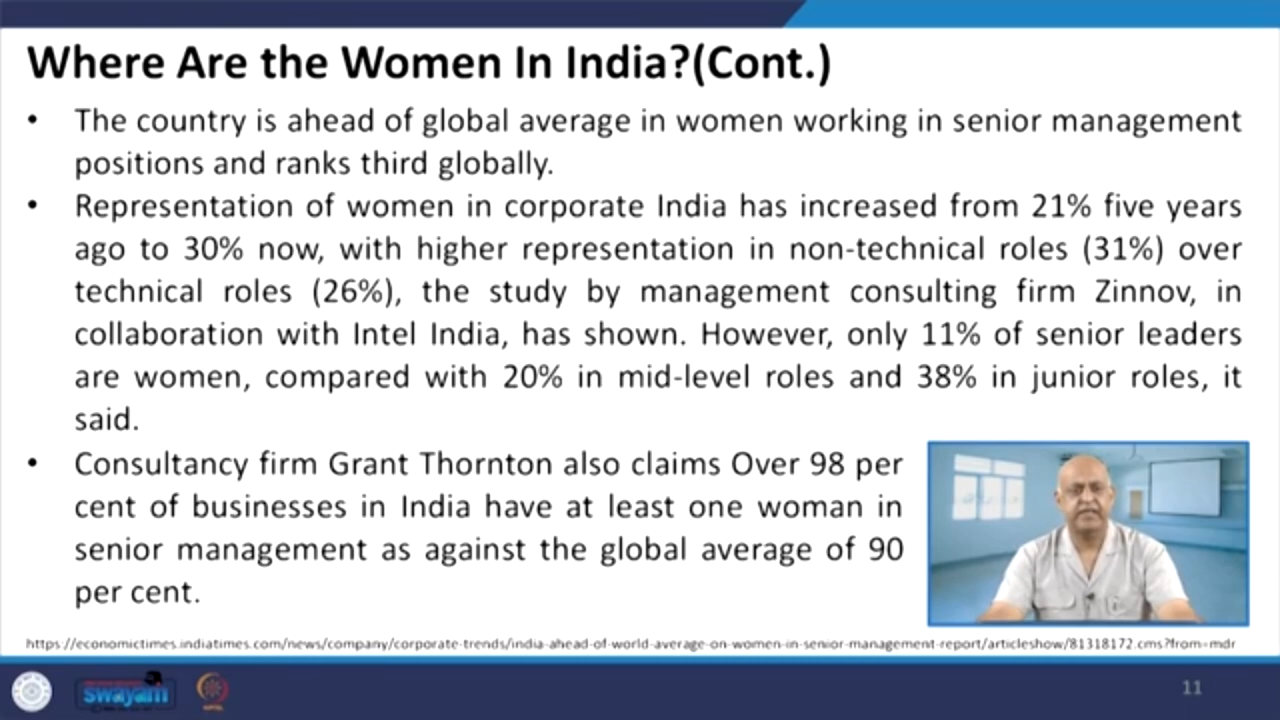 Where Are the Women In India?(Cont.)
• The country is ahead of global average in women working in senior management
positions and ranks third globally.
• Representation of women in corporate India has increased from 21% five years
ago to 30% now, with higher representation in non-technical roles (31%) over
technical roles (26%), the study by management consulting firm Zinnov, in
collaboration with Intel India, has shown. However, only 11% of senior leaders
are women, compared with 20% in mid-level roles and 38% in junior roles, it
said.
• Consultancy firm Grant Thornton also claims Over 98 per
cent of businesses in India have at least one woman in
senior management as against the global average of 90
per cent.
https://economictimes.indiatimes.com/news/company/corporate-trends/india-ahead-of-world-average-on-women-in-senior-management-report/articleshow/81318172.cms?from=mdr
swayam
11